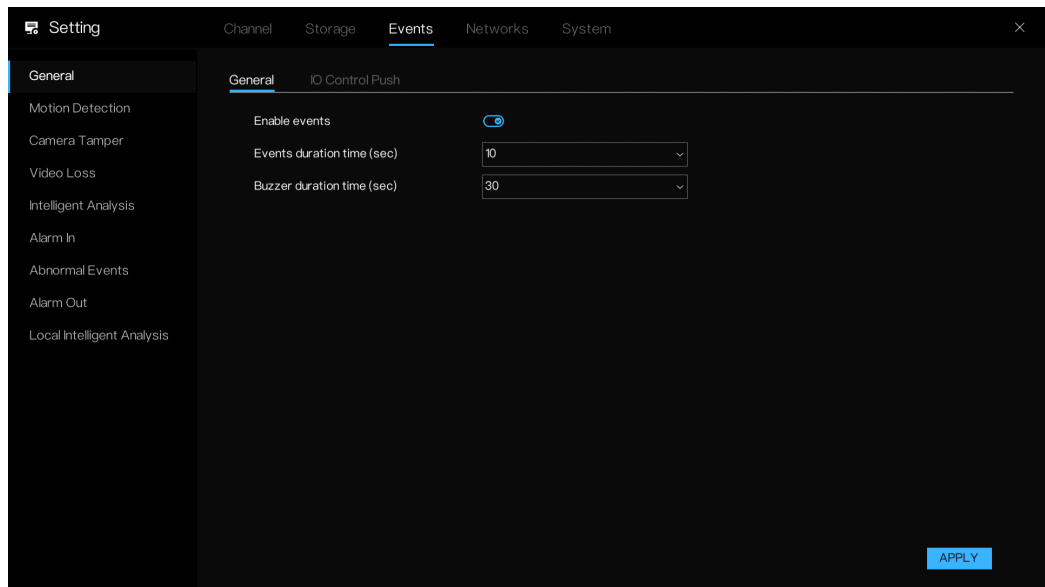 Setting
Channel Storage Events Networks System
General
Motion Detection
Camera Tamper
Video Loss
Intelligent Analysis
Alarm In
Abnormal Events
Alarm Out
Local Intelligent Analysis
General IO Control Push
Enable events
Events duration time (sec) 10
Buzzer duration time (sec) 30
APPLY